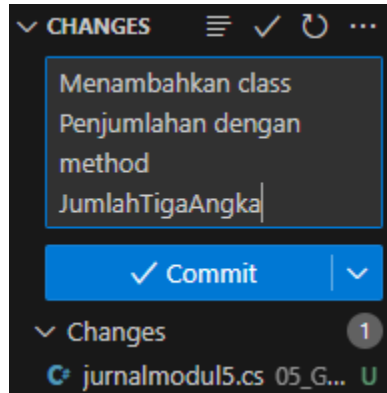 CHANGES
Menambahkan class
Penjumlahan dengan
method
JumlahTigaAngka
Commit
Changes 1
C# jurnalmodul5.cs 05_G... U